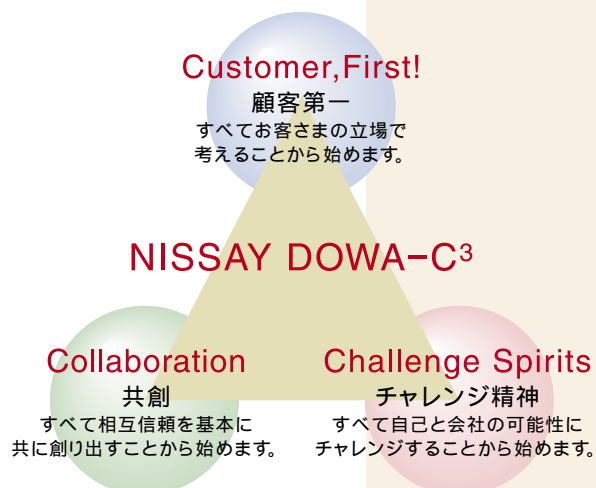 Customer,First!
顧客第一
すべてお客さまの立場で
考えることから始めます。
NISSAY DOWA-C³
Collaboration
共創
すべて相互信頼を基本に
共に創り出すことから始めます。
Challenge Spirits
チャレンジ精神
すべて自己と会社の可能性に
チャレンジすることから始めます。